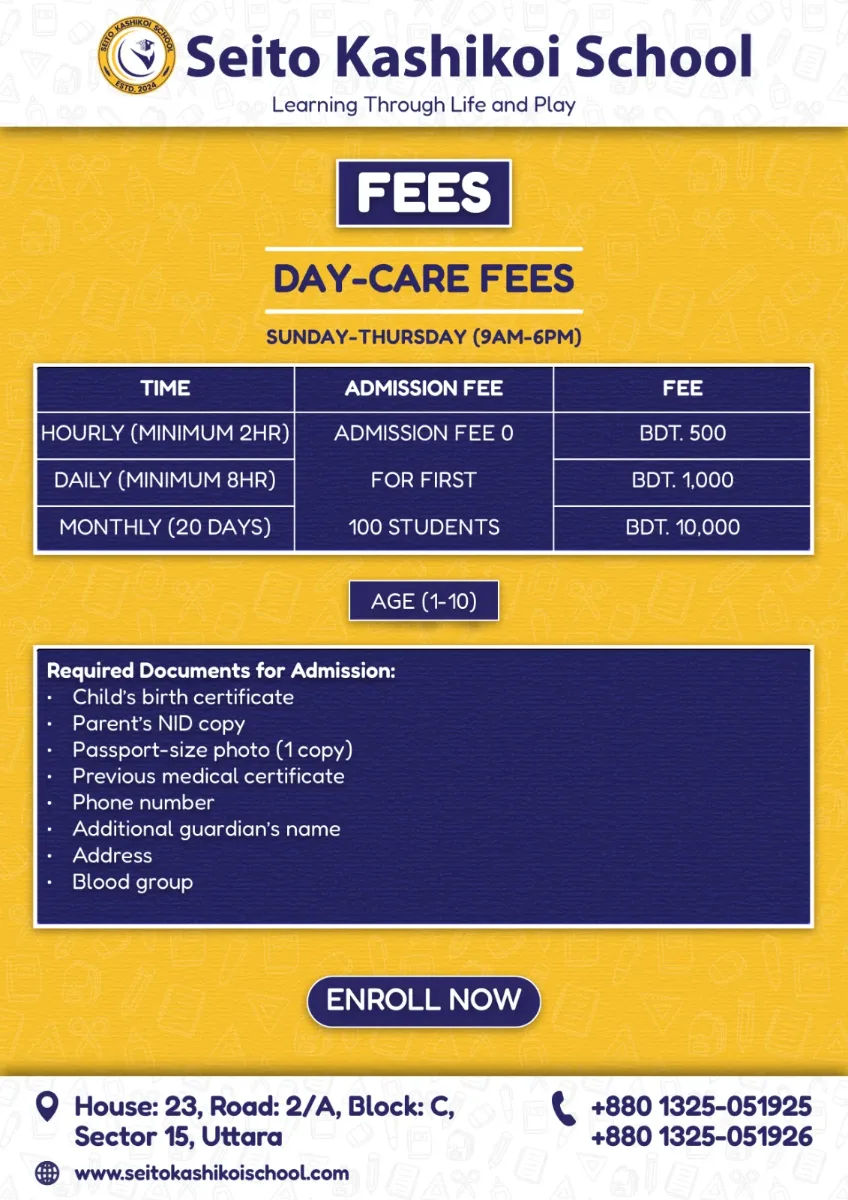 SEITO KASHIKOI SCHOOL
ESTD. 2024
Seito Kashikoi School
Learning Through Life and Play
FEES
DAY-CARE FEES
SUNDAY-THURSDAY (9AM-6PM)
TIME ADMISSION FEE FEE
HOURLY (MINIMUM 2HR) ADMISSION FEE 0 BDT. 500
DAILY (MINIMUM 8HR) FOR FIRST BDT. 1,000
MONTHLY (20 DAYS) 100 STUDENTS BDT. 10,000
AGE (1-10)
Required Documents for Admission:
• Child's birth certificate
• Parent's NID copy
• Passport-size photo (1 copy)
• Previous medical certificate
• Phone number
• Additional guardian's name
• Address
• Blood group
ENROLL NOW
House: 23, Road: 2/A, Block: C,
Sector 15, Uttara
+880 1325-051925
+880 1325-051926
www.seitokashikoischool.com